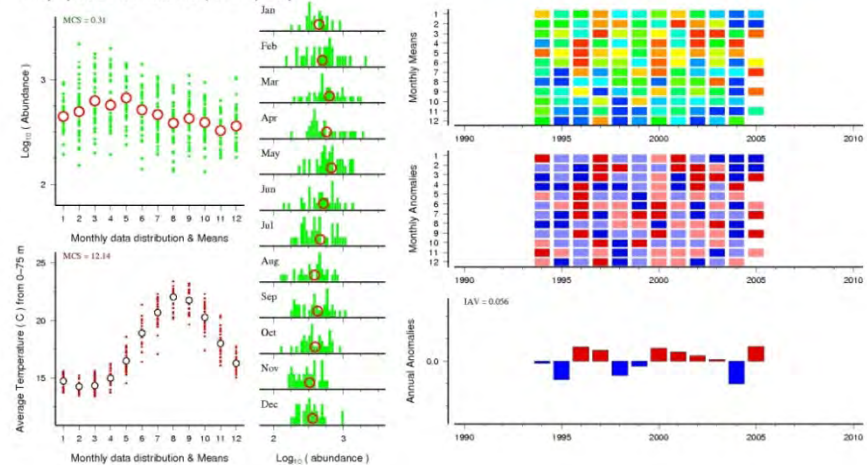 MCS = 0.31
Log10 ( Abundance )
3
2
1 2 3 4 5 6 7 8 9 10 11 12
Monthly data distribution & Means
MCS = 12.14
Average Temperature ( C ) from 0-75 m
25
20
15
1 2 3 4 5 6 7 8 9 10 11 12
Monthly data distribution & Means
Jan
Feb
Mar
Apr
May
Jun
Jul
Aug
Sep
Oct
Nov
Dec
2 3
Log10 ( abundance )
Monthly Means
1
2
3
4
5
6
7
8
9
10
11
12
1990 1995 2000 2005 2010
Monthly Anomalies
1
2
3
4
5
6
7
8
9
10
11
12
1990 1995 2000 2005 2010
IAV = 0.056
Annual Anomalies
0.0
1990 1995 2000 2005 2010